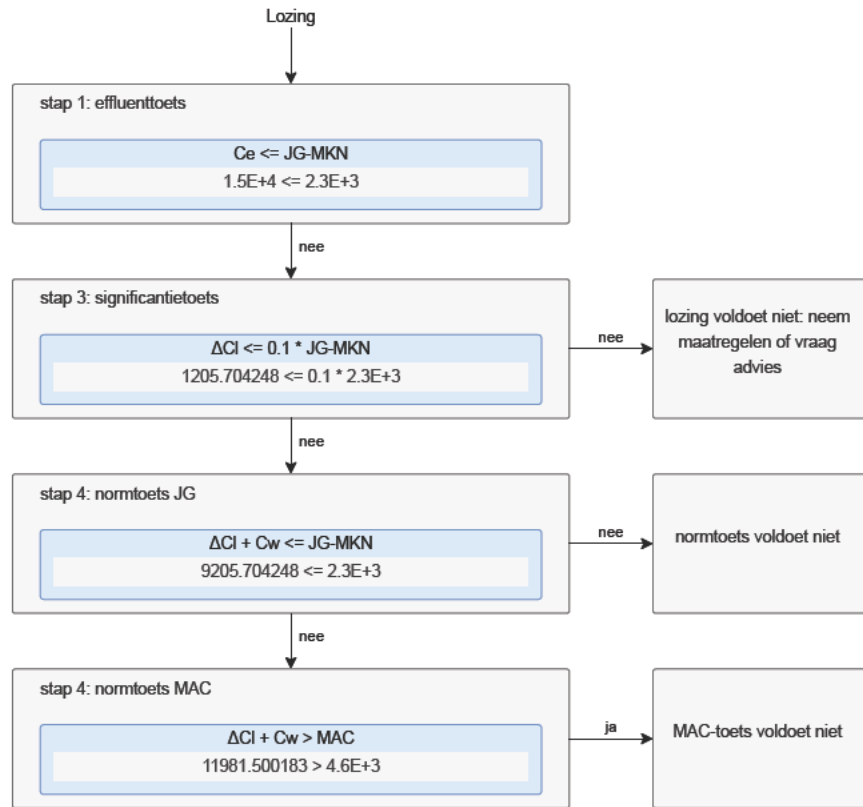 Lozing
stap 1: effluenttoets
Ce <= JG-MKN
1.5E+4 <= 2.3E+3
nee
stap 3: significantietoets
ΔCl <= 0.1 * JG-MKN
1205.704248 <= 0.1 * 2.3E+3
nee
lozing voldoet niet: neem
maatregelen of vraag
advies
nee
stap 4: normtoets JG
ΔCl + Cw <= JG-MKN
9205.704248 <= 2.3E+3
nee
normtoets voldoet niet
nee
stap 4: normtoets MAC
ΔCl + Cw > MAC
11981.500183 > 4.6E+3
ja
MAC-toets voldoet niet